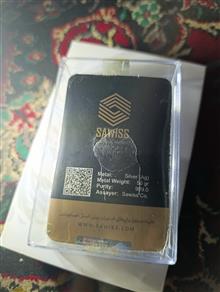 SAWISS
Metal: Silver (Ag)
Metal Weight: 50 gr
Purity: 999.0
Assayer: Sawiss Co.
WWW.SAWISS.COM